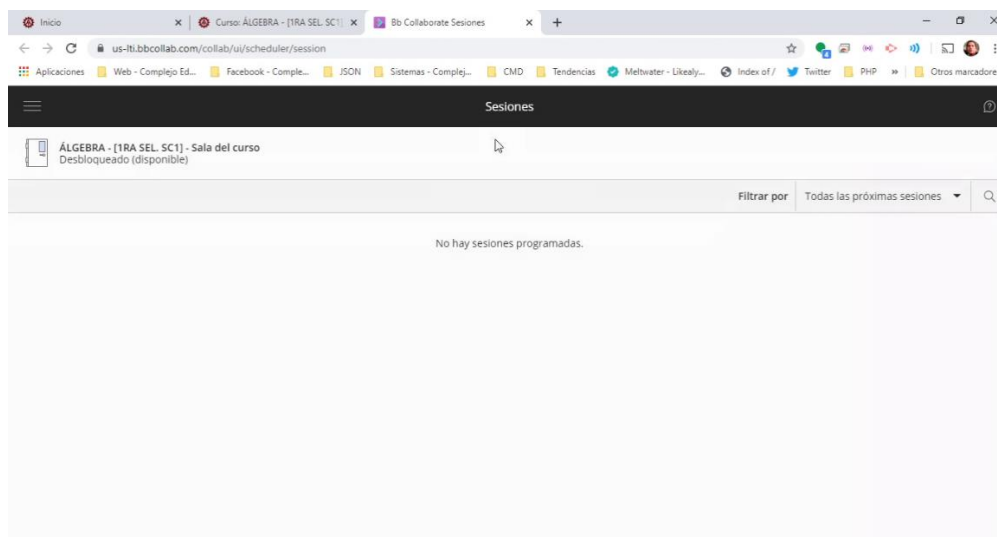 Inicio
Curso: ÁLGEBRA - [1RA SEL. SC1]
Bb Collaborate Sesiones
us-lti.bbcollab.com/collab/ui/scheduler/session
Aplicaciones
Web - Complejo Ed...
Facebook - Comple...
JSON
Sistemas - Complej...
CMD
Tendencias
Meltwater - Likealy...
Index of /
Twitter
PHP
»
Otros marcadore
Sesiones
ÁLGEBRA - [1RA SEL. SC1] - Sala del curso
Desbloqueado (disponible)
Filtrar por
Todas las próximas sesiones
No hay sesiones programadas.